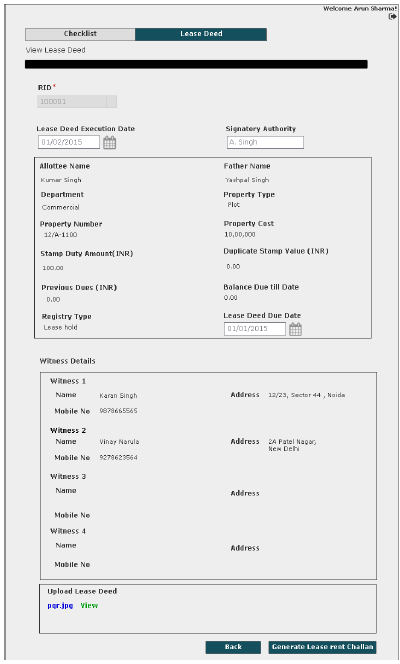 Welcome Arun Sharma!
Checklist Lease Deed
View Lease Deed
RID *
100001
Lease Deed Execution Date Signatory Authority
01/02/2015 A. Singh
Allottee Name Father Name
Kumar Singh Yashpal Singh
Department Property Type
Commercial Plot
Property Number Property Cost
12/A-1100 10,00,000
Stamp Duty Amount(INR) Duplicate Stamp Value (INR)
100.00 0.00
Previous Dues (INR) Balance Due till Date
0.00 0.00
Registry Type Lease Deed Due Date
Lease hold 01/01/2015
Witness Details
Witness 1
Name Karan Singh Address 12/23, Sector 44 , Noida
Mobile No 9878665565
Witness 2
Name Vinay Narula Address 2A Patel Nagar,
New Delhi
Mobile No 9278623564
Witness 3
Name Address
Mobile No
Witness 4
Name Address
Mobile No
Upload Lease Deed
pqr.jpg View
Back Generate Lease rent Challan